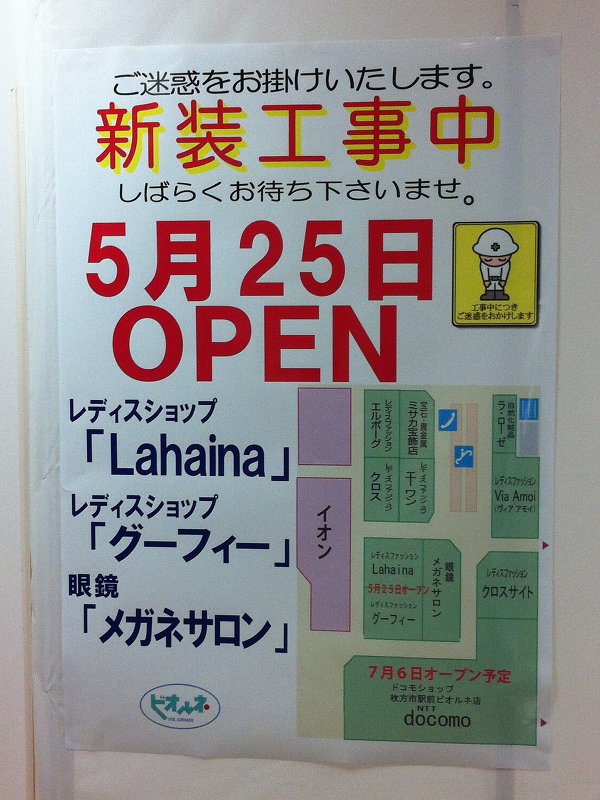 ご迷惑をお掛けいたします。
新装工事中
しばらくお待ち下さいませ。
5月25日
OPEN
工事中につき
ご迷惑をおかけします
レディスショップ
「Lahaina」
レディスショップ
「グーフィー」
眼鏡
「メガネサロン」
ビオルネ
イオン
レディスファッション
エルボーグ
宝石・貴金属
ミサカ宝飾店
自然化粧品
ラ・ローゼ
レディスファッション
クロス
レディスファッション
干ワン
レディスファッション
Via Amoi
(ヴィア アモイ)
レディスファッション
Lahaina
5月25日オープン
レディスファッション
グーフィー
眼鏡
メガネサロン
レディスファッション
クロスサイト
7月6日オープン予定
ドコモショップ
枚方市駅前ビオルネ店
NTT
docomo